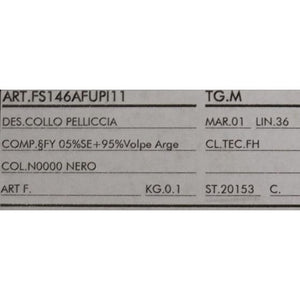 ART.FS146AFUPI11 TG.M
DES.COLLO PELLICCIA MAR.01 LIN.36
COMP.§FY 05%SE+95%Volpe Arge CL.TEC.FH
COL.N0000 NERO
ART F. KG.0.1 ST.20153 C.